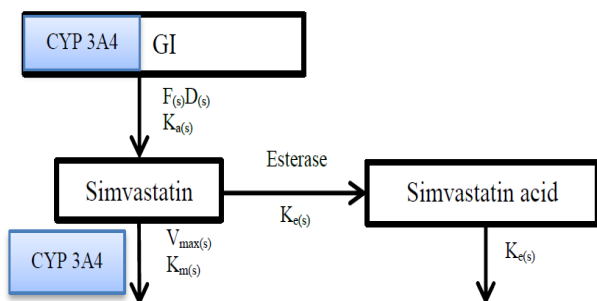 CYP 3A4
GI
F(s)D(s)
Ka(s)
Esterase
Simvastatin
Simvastatin acid
Ke(s)
Vmax(s)
Km(s)
CYP 3A4
Ke(s)